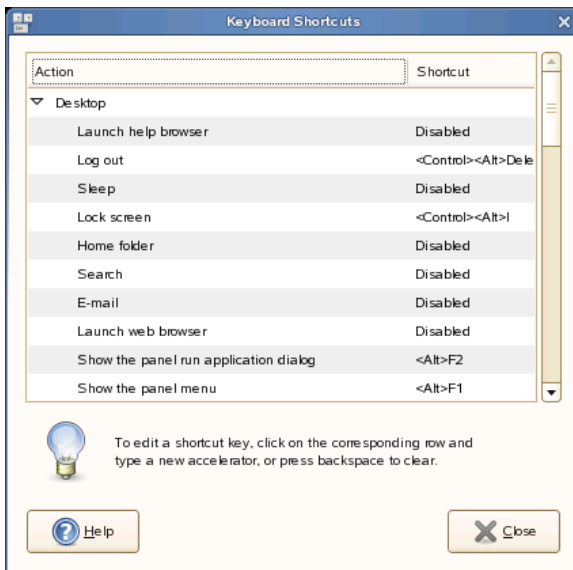 Keyboard Shortcuts
Action Shortcut
Desktop
Launch help browser Disabled
Log out <Control><Alt>Dele
Sleep Disabled
Lock screen <Control><Alt>l
Home folder Disabled
Search Disabled
E-mail Disabled
Launch web browser Disabled
Show the panel run application dialog <Alt>F2
Show the panel menu <Alt>F1
To edit a shortcut key, click on the corresponding row and
type a new accelerator, or press backspace to clear.
Help Close